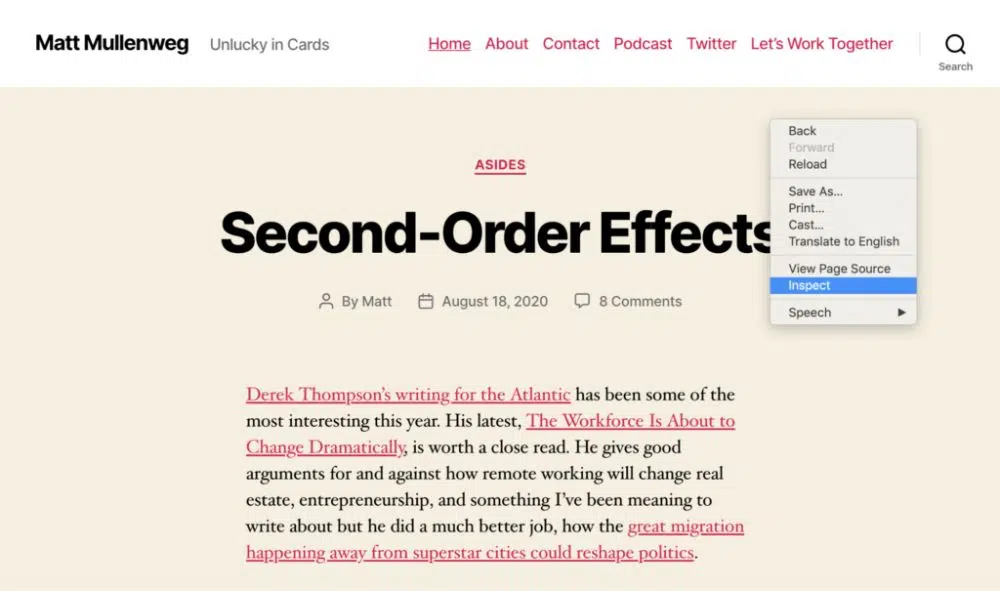 Matt Mullenweg Unlucky in Cards Home About Contact Podcast Twitter Let's Work Together
Search
ASIDES
Second-Order Effects
By Matt August 18, 2020 8 Comments
Back
Forward
Reload
Save As...
Print...
Cast...
Translate to English
View Page Source
Inspect
Speech
Derek Thompson's writing for the Atlantic has been some of the
most interesting this year. His latest, The Workforce Is About to
Change Dramatically, is worth a close read. He gives good
arguments for and against how remote working will change real
estate, entrepreneurship, and something I've been meaning to
write about but he did a much better job, how the great migration
happening away from superstar cities could reshape politics.